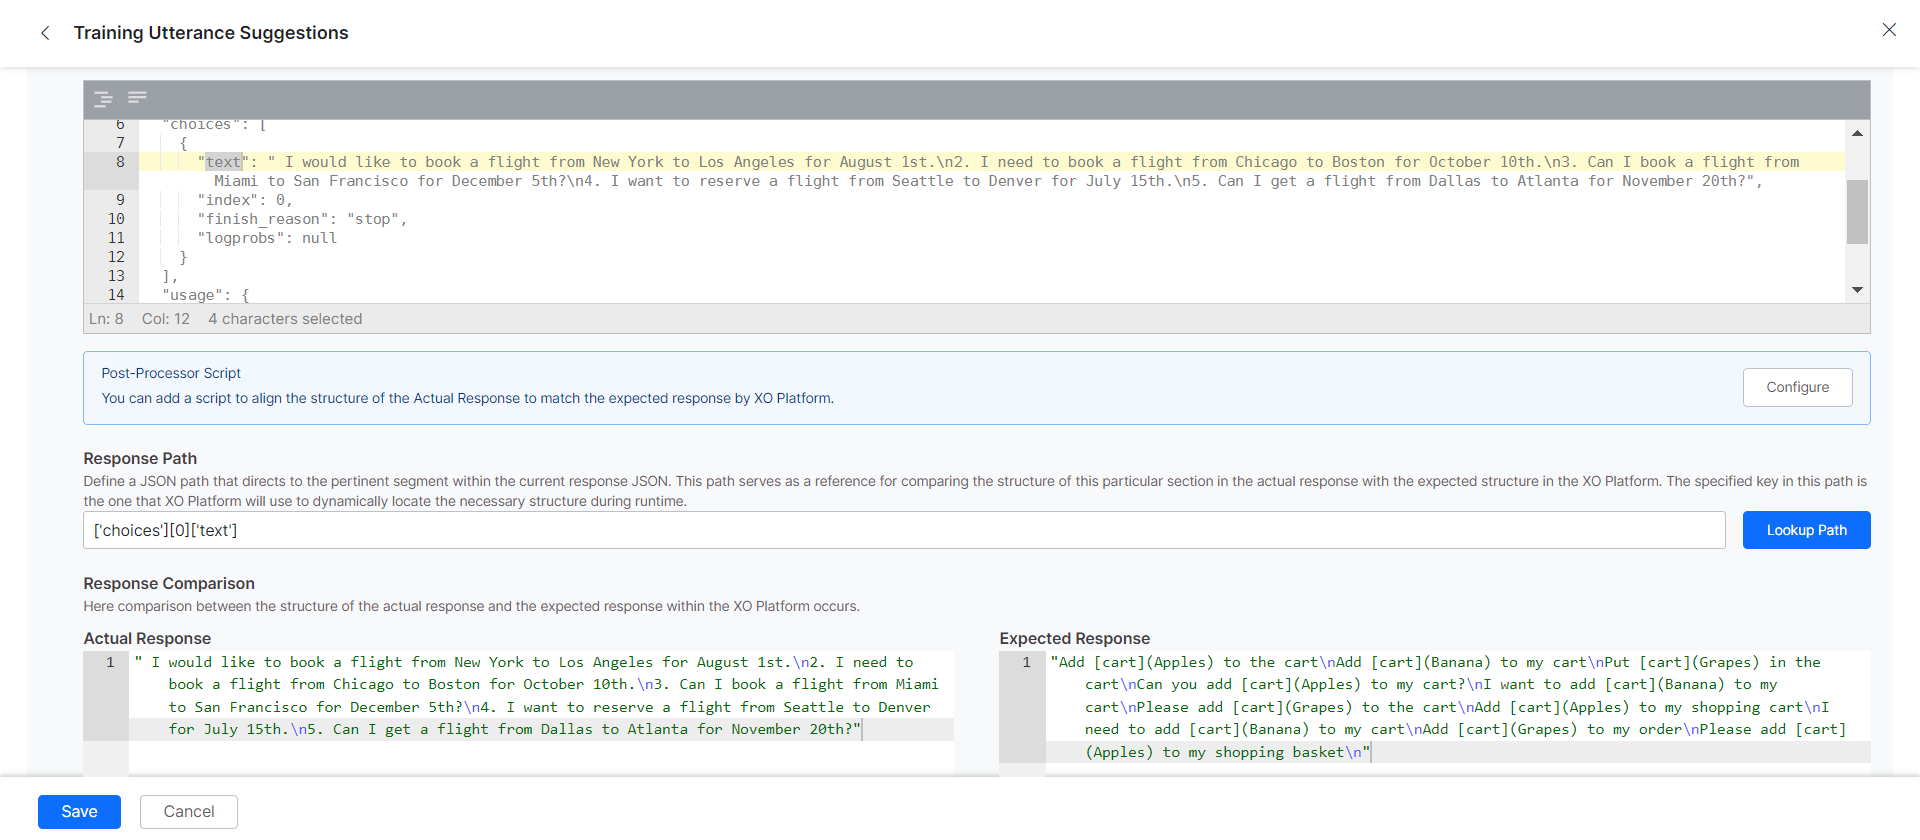 Training Utterance Suggestions
6 "choices": [
7 {
8 "text": " I would like to book a flight from New York to Los Angeles for August 1st.\n2. I need to book a flight from Chicago to Boston for October 10th.\n3. Can I book a flight from
Miami to San Francisco for December 5th?\n4. I want to reserve a flight from Seattle to Denver for July 15th.\n5. Can I get a flight from Dallas to Atlanta for November 20th?",
9 "index": 0,
10 "finish_reason": "stop",
11 "logprobs": null
12 }
13 ],
14 "usage": {
Ln: 8 Col: 12 4 characters selected
Post-Processor Script
You can add a script to align the structure of the Actual Response to match the expected response by XO Platform.
Configure
Response Path
Define a JSON path that directs to the pertinent segment within the current response JSON. This path serves as a reference for comparing the structure of this particular section in the actual response with the expected structure in the XO Platform. The specified key in this path is
the one that XO Platform will use to dynamically locate the necessary structure during runtime.
['choices'][0]['text']
Lookup Path
Response Comparison
Here comparison between the structure of the actual response and the expected response within the XO Platform occurs.
Actual Response
1 " I would like to book a flight from New York to Los Angeles for August 1st.\n2. I need to
book a flight from Chicago to Boston for October 10th.\n3. Can I book a flight from Miami
to San Francisco for December 5th?\n4. I want to reserve a flight from Seattle to Denver
for July 15th.\n5. Can I get a flight from Dallas to Atlanta for November 20th?"
Expected Response
1 "Add [cart](Apples) to the cart\nAdd [cart](Banana) to my cart\nPut [cart](Grapes) in the
cart\nCan you add [cart](Apples) to my cart?\nI want to add [cart](Banana) to my
cart\nPlease add [cart](Grapes) to the cart\nAdd [cart](Apples) to my shopping cart\nI
need to add [cart](Banana) to my cart\nAdd [cart](Grapes) to my order\nPlease add [cart]
(Apples) to my shopping basket\n"
Save
Cancel